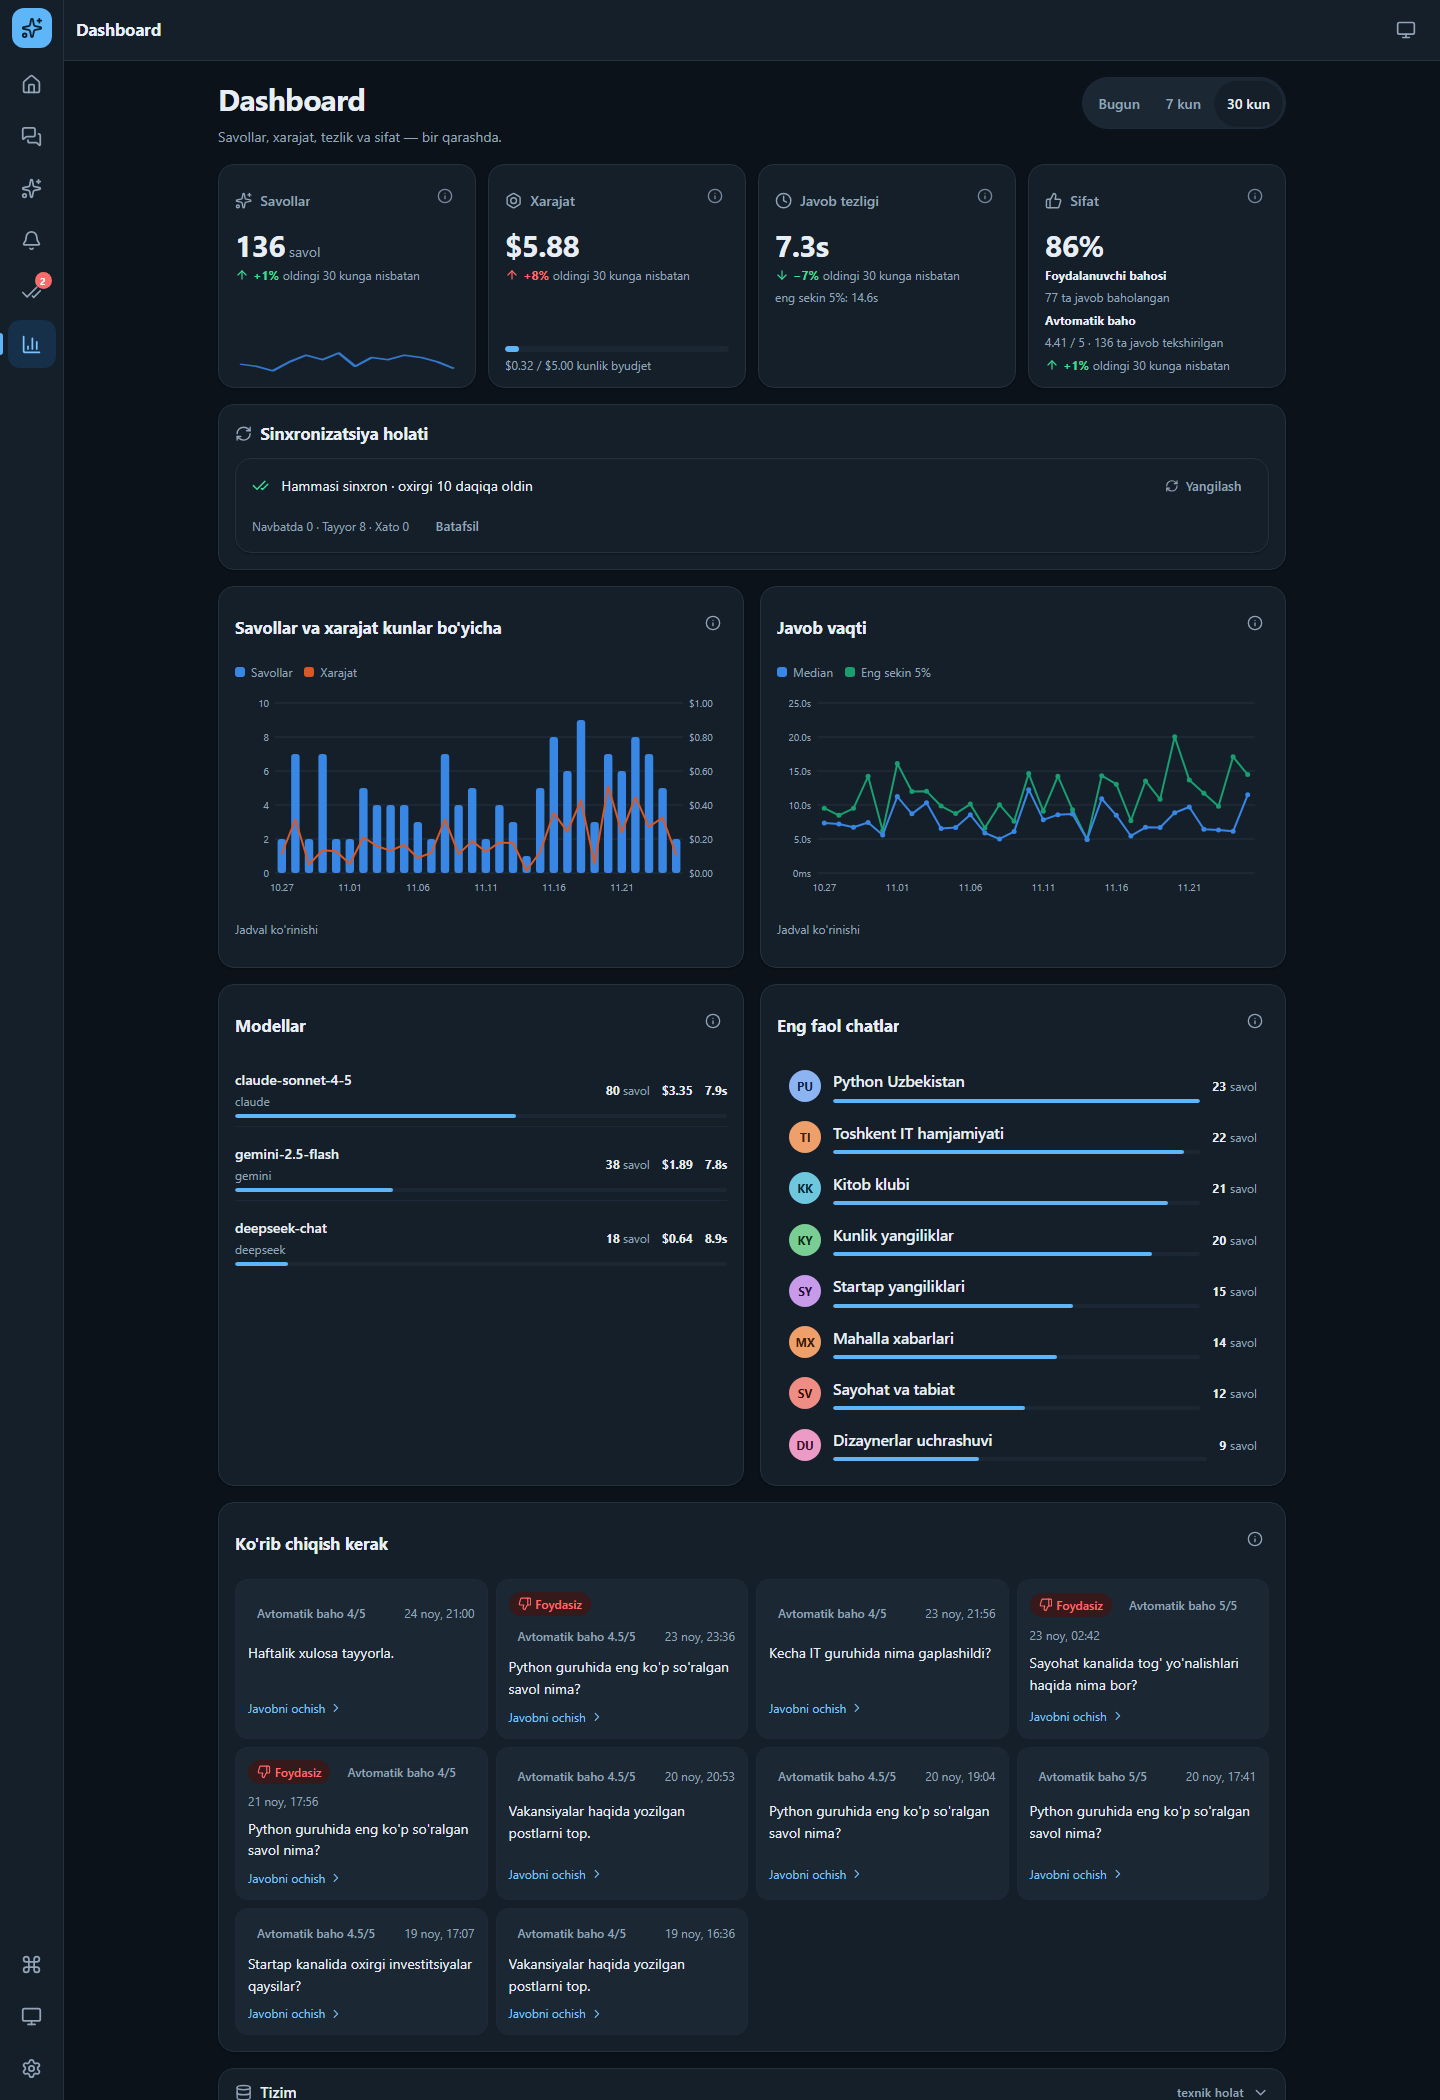 Dashboard
Dashboard
Savollar, xarajat, tezlik va sifat — bir qarashda.
Bugun 7 kun 30 kun
Savollar
136 savol
+1% oldingi 30 kunga nisbatan
Xarajat
$5.88
+8% oldingi 30 kunga nisbatan
$0.32 / $5.00 kunlik byudjet
Javob tezligi
7.3s
−7% oldingi 30 kunga nisbatan
eng sekin 5%: 14.6s
Sifat
86%
Foydalanuvchi bahosi
77 ta javob baholangan
Avtomatik baho
4.41 / 5 · 136 ta javob tekshirilgan
+1% oldingi 30 kunga nisbatan
2
Sinxronizatsiya holati
Hammasi sinxron · oxirgi 10 daqiqa oldin
Yangilash
Navbatda 0 · Tayyor 8 · Xato 0 Batafsil
Savollar va xarajat kunlar bo'yicha
Savollar Xarajat
10 $1.00
8 $0.80
6 $0.60
4 $0.40
2 $0.20
0 $0.00
10.27 11.01 11.06 11.11 11.16 11.21
Jadval ko'rinishi
Javob vaqti
Median Eng sekin 5%
25.0s
20.0s
15.0s
10.0s
5.0s
0ms
10.27 11.01 11.06 11.11 11.16 11.21
Jadval ko'rinishi
Modellar
claude-sonnet-4-5
claude
80 savol $3.35 7.9s
gemini-2.5-flash
gemini
38 savol $1.89 7.8s
deepseek-chat
deepseek
18 savol $0.64 8.9s
Eng faol chatlar
PU Python Uzbekistan 23 savol
TI Toshkent IT hamjamiyati 22 savol
KK Kitob klubi 21 savol
KY Kunlik yangiliklar 20 savol
SY Startap yangiliklari 15 savol
MX Mahalla xabarlari 14 savol
SV Sayohat va tabiat 12 savol
DU Dizaynerlar uchrashuvi 9 savol
Ko'rib chiqish kerak
Avtomatik baho 4/5 24 noy, 21:00
Haftalik xulosa tayyorla.
Javobni ochish
Foydasiz
Avtomatik baho 4.5/5 23 noy, 23:36
Python guruhida eng ko'p so'ralgan
savol nima?
Javobni ochish
Avtomatik baho 4/5 23 noy, 21:56
Kecha IT guruhida nima gaplashildi?
Javobni ochish
Foydasiz Avtomatik baho 5/5
23 noy, 02:42
Sayohat kanalida tog' yo'nalishlari
haqida nima bor?
Javobni ochish
Foydasiz Avtomatik baho 4/5
21 noy, 17:56
Python guruhida eng ko'p so'ralgan
savol nima?
Javobni ochish
Avtomatik baho 4.5/5 20 noy, 20:53
Vakansiyalar haqida yozilgan
postlarni top.
Javobni ochish
Avtomatik baho 4.5/5 20 noy, 19:04
Python guruhida eng ko'p so'ralgan
savol nima?
Javobni ochish
Avtomatik baho 5/5 20 noy, 17:41
Python guruhida eng ko'p so'ralgan
savol nima?
Javobni ochish
Avtomatik baho 4.5/5 19 noy, 17:07
Startap kanalida oxirgi investitsiyalar
qaysilar?
Javobni ochish
Avtomatik baho 4/5 19 noy, 16:36
Vakansiyalar haqida yozilgan
postlarni top.
Javobni ochish
Tizim texnik holat